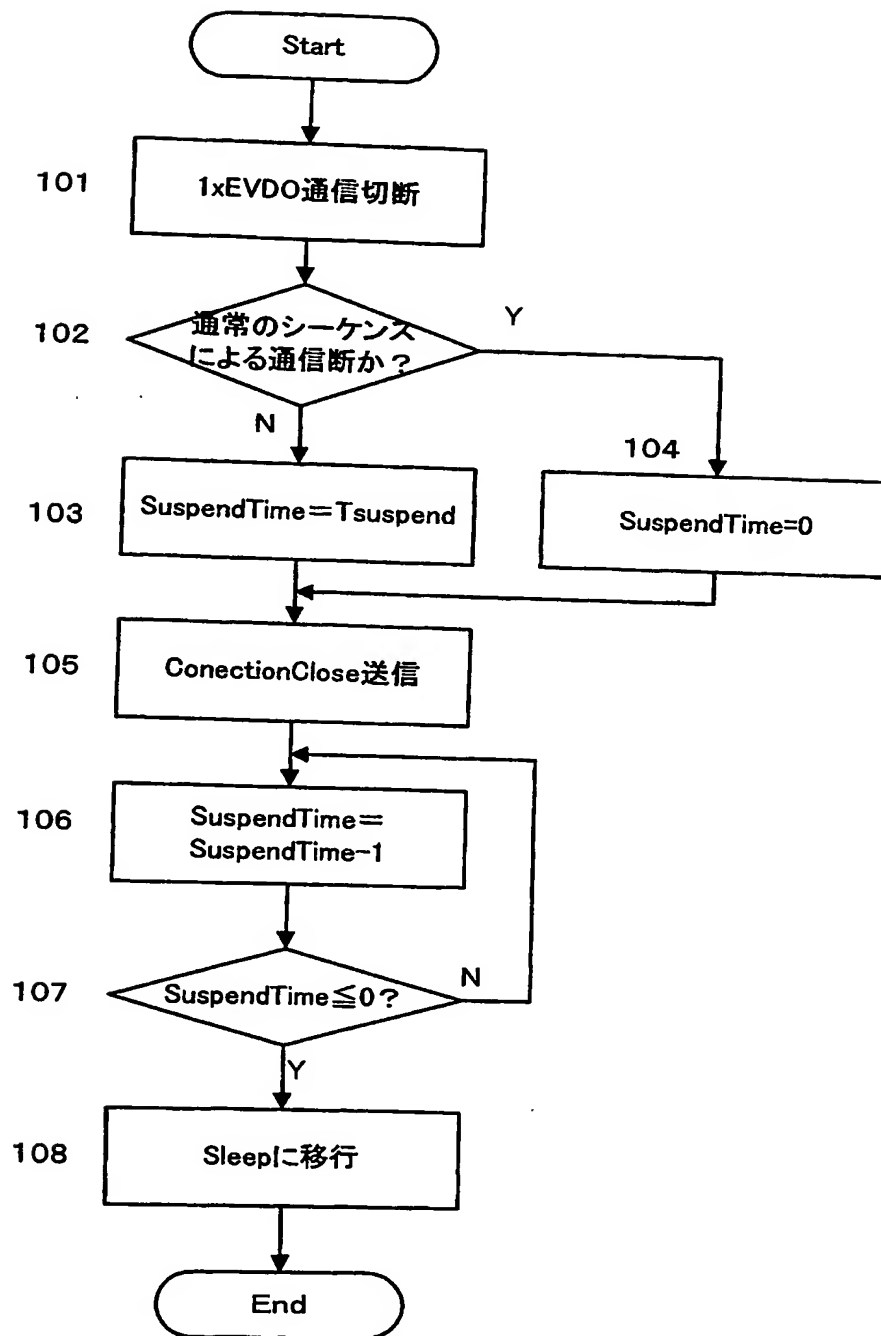 Start
101
1xEVDO通信切断
102
通常のシーケンス
による通信断か？
Y
N
104
103
SuspendTime＝Tsuspend
SuspendTime=0
105
ConectionClose送信
106
SuspendTime＝
SuspendTime-1
107
SuspendTime≦0？
N
Y
108
Sleepに移行
End